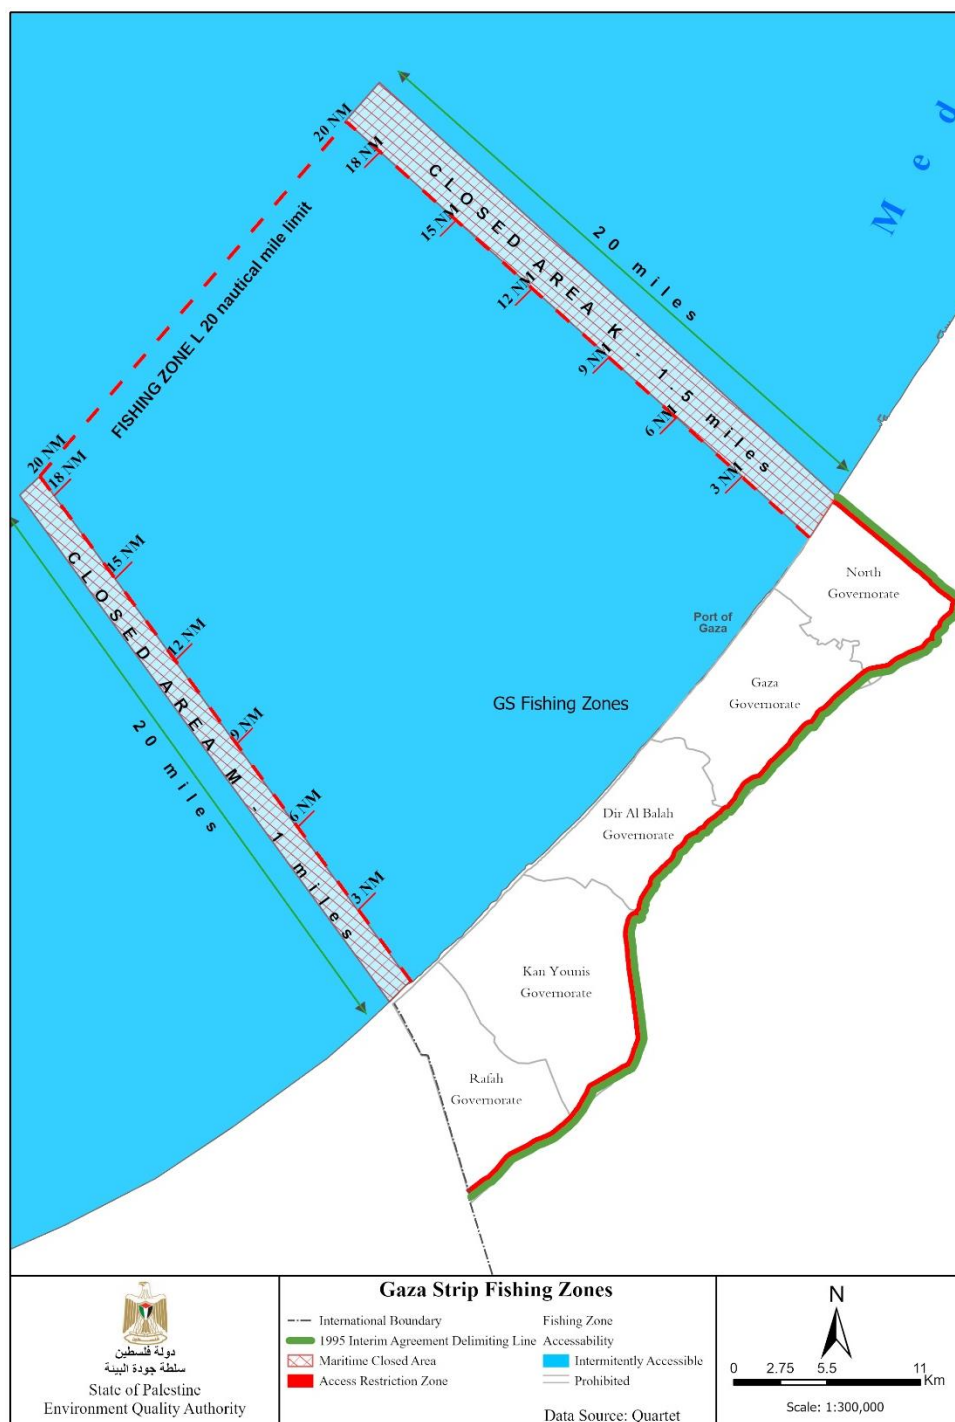 M e d
20 NM
18 NM
15 NM
12 NM
9 NM
6 NM
3 NM
CLOSED AREA K - 1.5 miles
20 miles
FISHING ZONE L 20 nautical mile limit
20 NM
18 NM
15 NM
12 NM
9 NM
6 NM
3 NM
CLOSED AREA M - 1 miles
20 miles
GS Fishing Zones
Port of
Gaza
North
Governorate
Gaza
Governorate
Dir Al Balah
Governorate
Kan Younis
Governorate
Rafah
Governorate
دولة فلسطين
سلطة جودة البيئة
State of Palestine
Environment Quality Authority
Gaza Strip Fishing Zones
International Boundary
1995 Interim Agreement Delimiting Line
Maritime Closed Area
Access Restriction Zone
Fishing Zone
Accessability
Intermitently Accessible
Prohibited
Data Source: Quartet
N
0 2.75 5.5 11
Km
Scale: 1:300,000